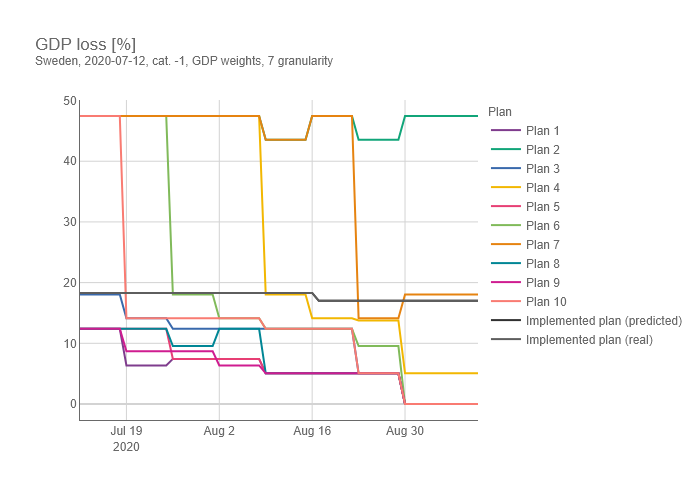 GDP loss [%]
Sweden, 2020-07-12, cat. -1, GDP weights, 7 granularity
50
40
30
20
10
0
Jul 19
2020
Aug 2
Aug 16
Aug 30
Plan
Plan 1
Plan 2
Plan 3
Plan 4
Plan 5
Plan 6
Plan 7
Plan 8
Plan 9
Plan 10
Implemented plan (predicted)
Implemented plan (real)